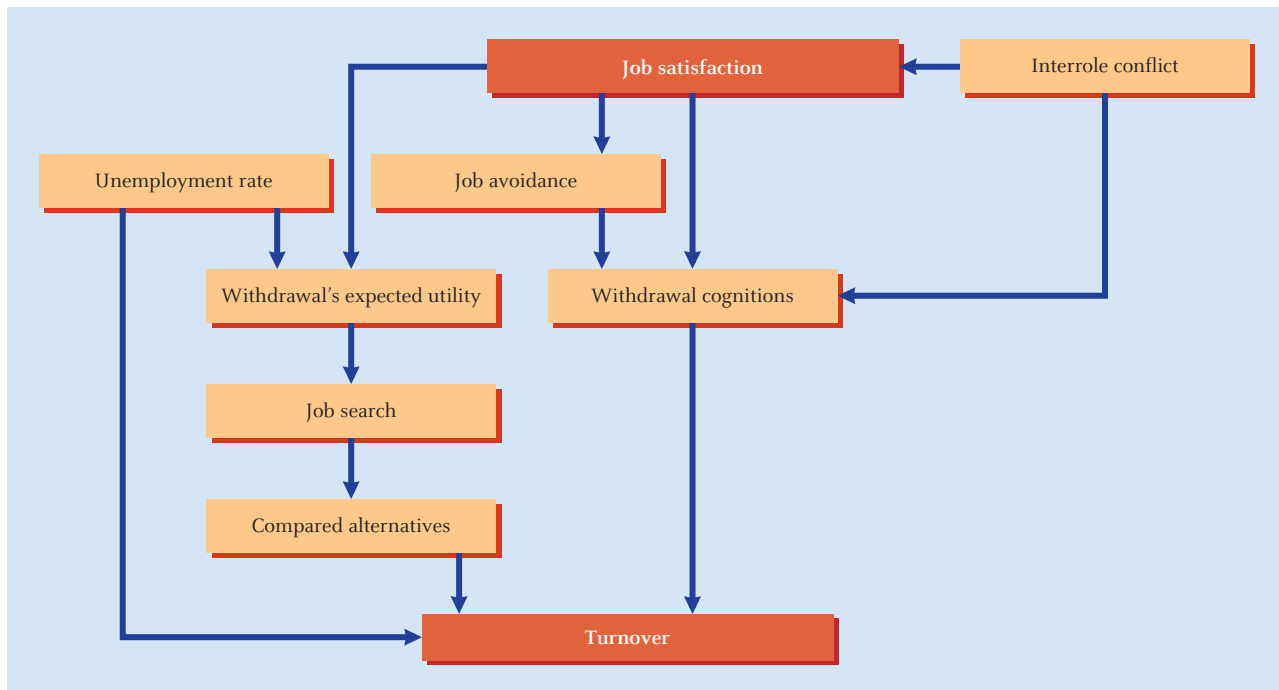 Job satisfaction
Interrole conflict
Unemployment rate
Job avoidance
Withdrawal’s expected utility
Withdrawal cognitions
Job search
Compared alternatives
Turnover